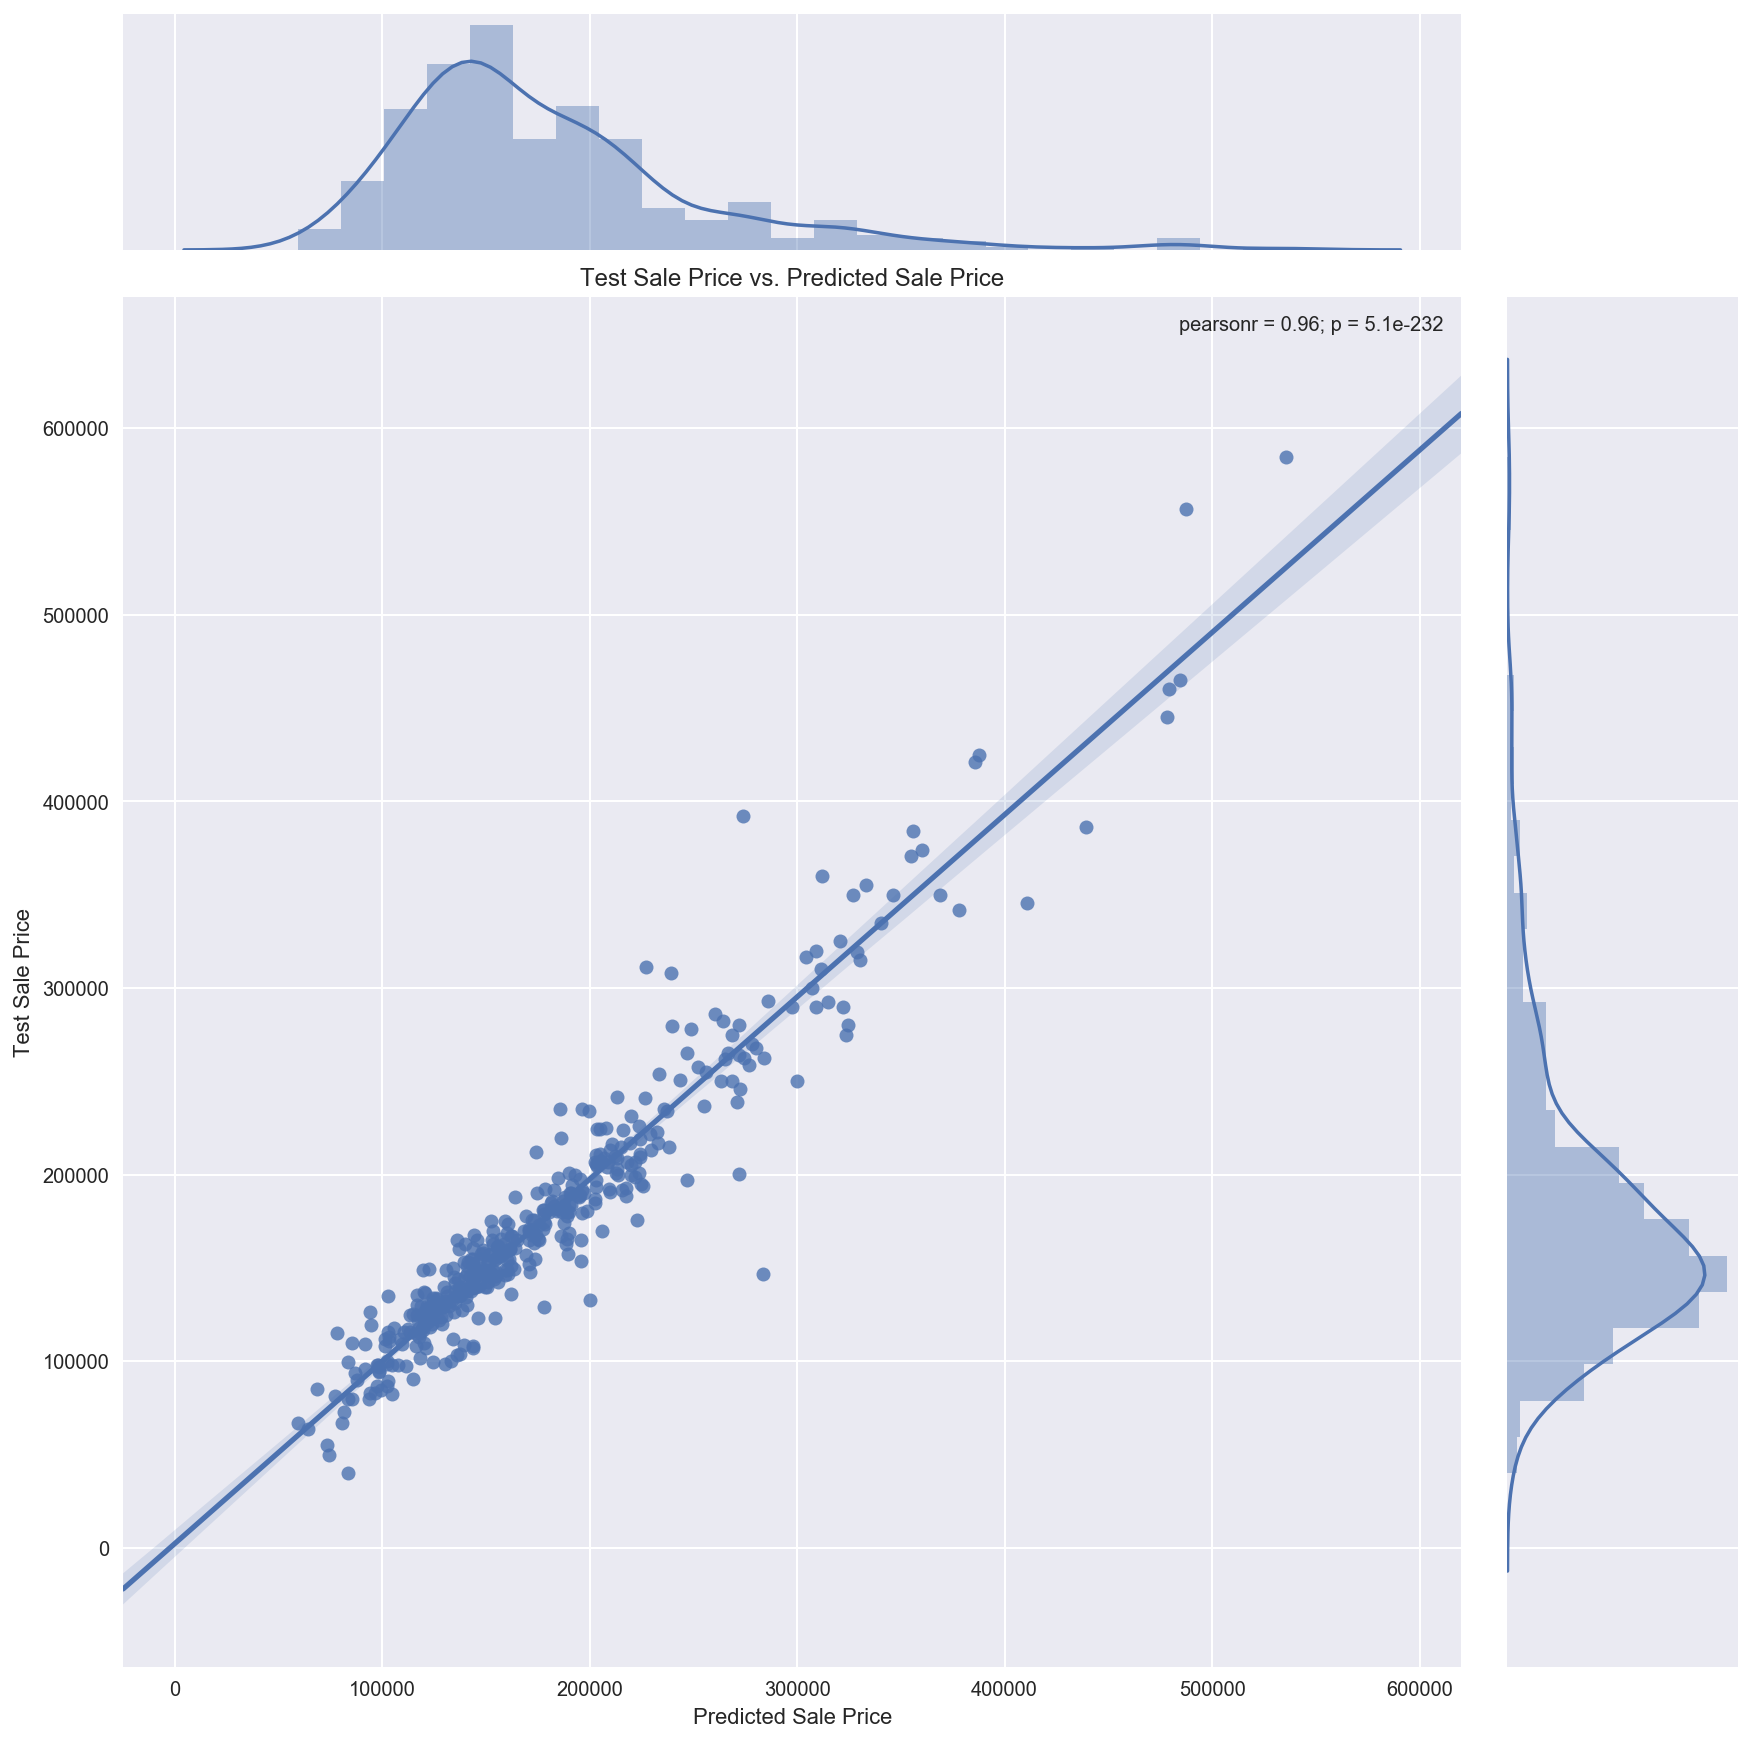 Test Sale Price vs. Predicted Sale Price
pearsonr = 0.96; p = 5.1e-232
600000
500000
400000
300000
200000
100000
0
Test Sale Price
0 100000 200000 300000 400000 500000 600000
Predicted Sale Price